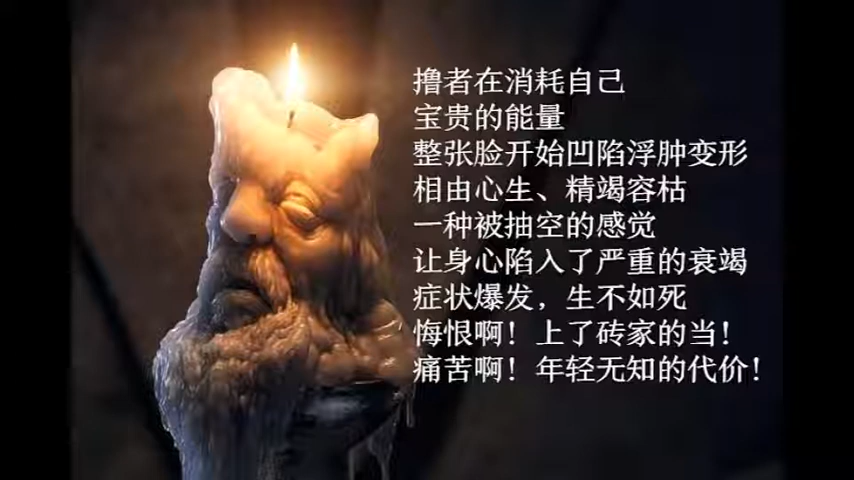 撸者在消耗自己
宝贵的能量
整张脸开始凹陷浮肿变形
相由心生、精竭容枯
一种被抽空的感觉
让身心陷入了严重的衰竭
症状爆发，生不如死
悔恨啊！上了砖家的当！
痛苦啊！年轻无知的代价！